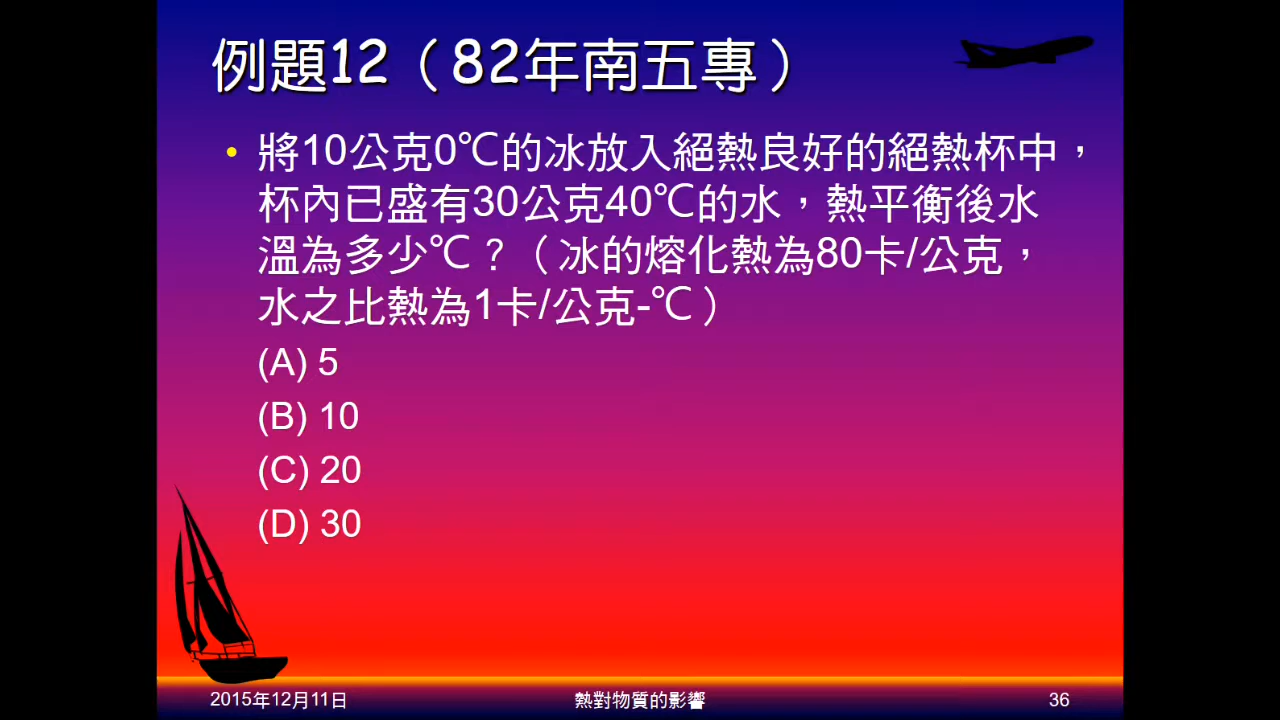 例題12（82年南五專）
• 將10公克0℃的冰放入絕熱良好的絕熱杯中，
杯內已盛有30公克40℃的水，熱平衡後水
溫為多少℃？（冰的熔化熱為80卡/公克，
水之比熱為1卡/公克-℃）
(A) 5
(B) 10
(C) 20
(D) 30
2015年12月11日
熱對物質的影響
36